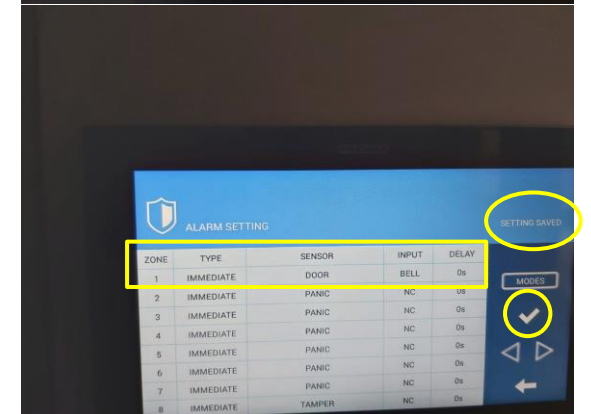 ALARM SETTING
SETTING SAVED
ZONE TYPE SENSOR INPUT DELAY
1 IMMEDIATE DOOR BELL 0s
MODES
2 IMMEDIATE PANIC NC 0s
3 IMMEDIATE PANIC NC 0s
4 IMMEDIATE PANIC NC 0s
5 IMMEDIATE PANIC NC 0s
6 IMMEDIATE PANIC NC 0s
7 IMMEDIATE PANIC NC 0s
8 IMMEDIATE TAMPER NC 0s